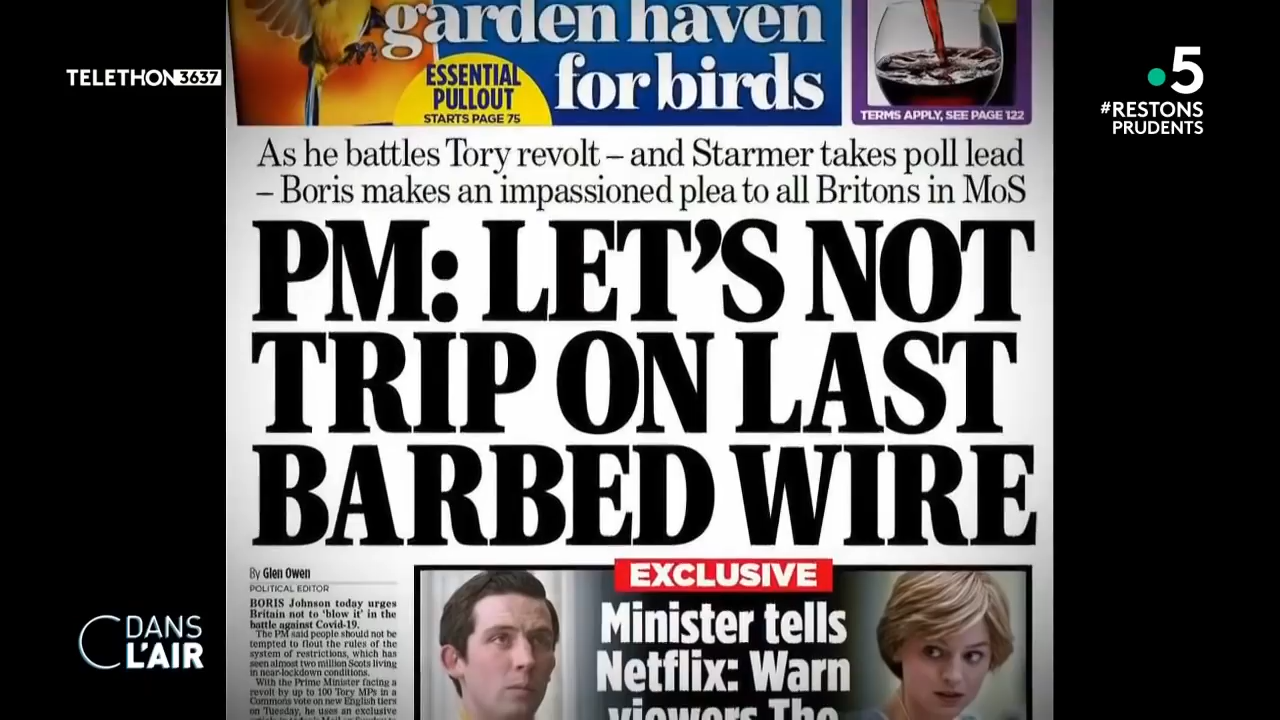 garden haven
for birds
ESSENTIAL
PULLOUT
STARTS PAGE 75
TERMS APPLY, SEE PAGE 122
TELETHON 3637
5
#RESTONS
PRUDENTS
As he battles Tory revolt – and Starmer takes poll lead
– Boris makes an impassioned plea to all Britons in MoS
PM: LET'S NOT
TRIP ON LAST
BARBED WIRE
By Glen Owen
POLITICAL EDITOR
BORIS Johnson today urges
Britain not to 'blow it' in the
battle against Covid-19.
The PM said people should not be
tempted to flout the rules of the
system of restrictions, which has
seen almost two million Scots living
in near-lockdown conditions.
With the Prime Minister facing a
revolt by up to 100 Tory MPs in a
Commons vote on new English tiers
on Tuesday, he uses an exclusive
EXCLUSIVE
Minister tells
Netflix: Warn
viewers The
DANS
L'AIR